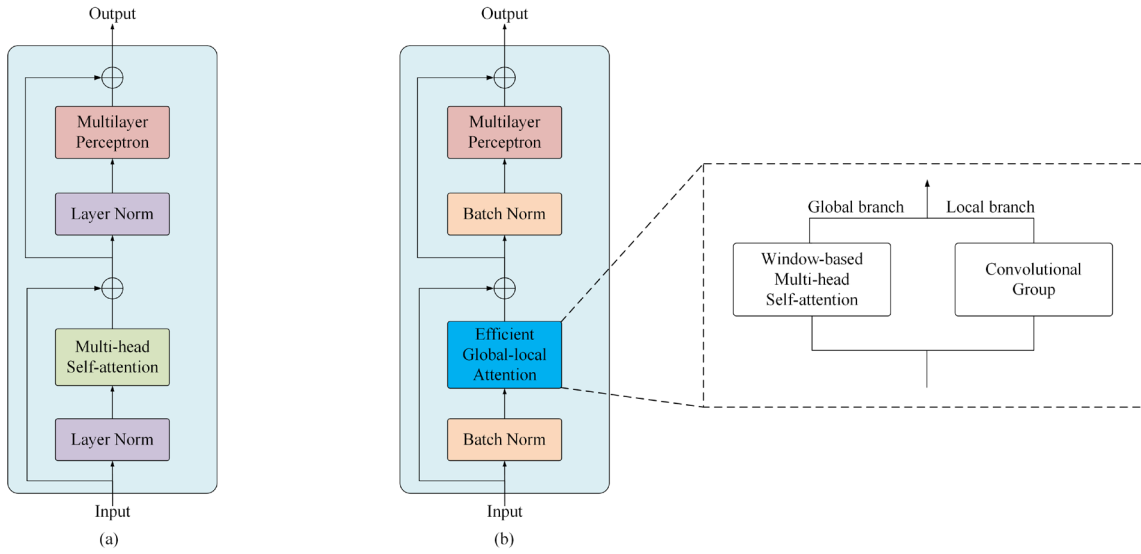 Output
Multilayer
Perceptron
Layer Norm
Multi-head
Self-attention
Layer Norm
Input
(a)
Output
Multilayer
Perceptron
Batch Norm
Efficient
Global-local
Attention
Batch Norm
Input
(b)
Global branch
Local branch
Window-based
Multi-head
Self-attention
Convolutional
Group